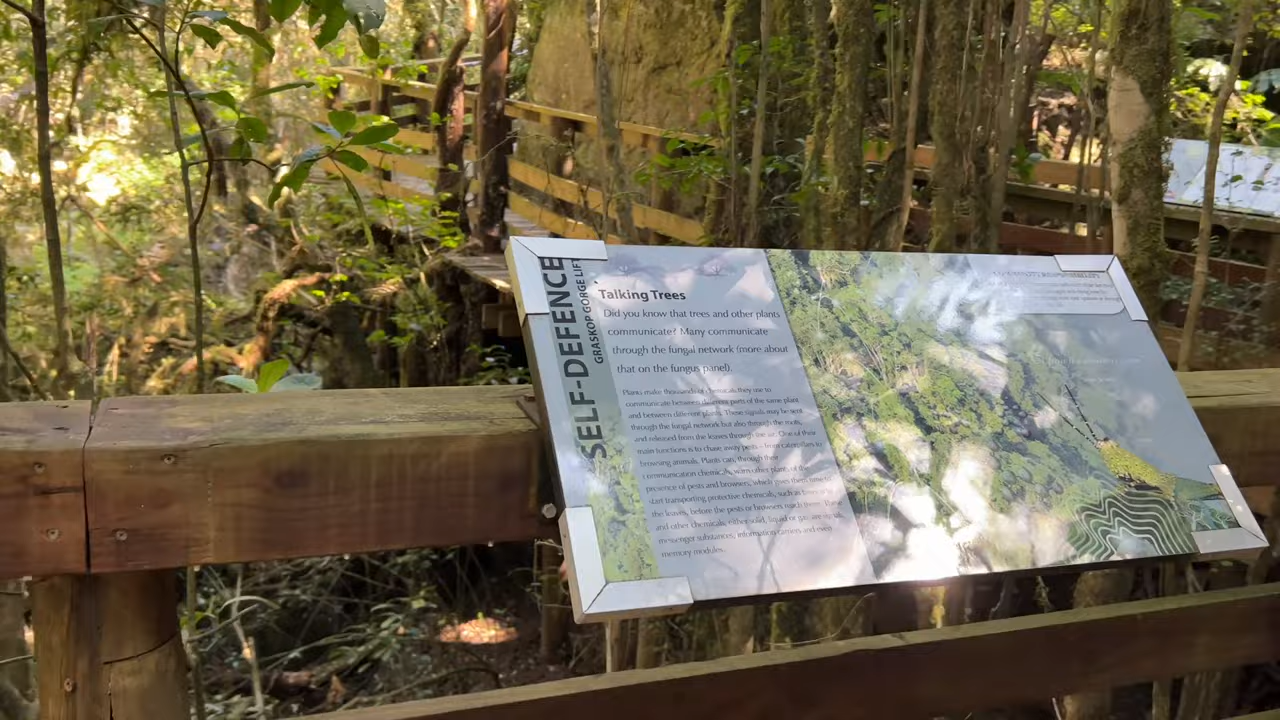 SELF-DEFENCE
GRASKOP GORGE LIFT
Talking Trees
Did you know that trees and other plants
communicate? Many communicate
through the fungal network (more about
that on the fungus panel).
Plants make thousands of chemicals they use to
communicate between different parts of the same plant
and between different plants. These signals may be sent
through the fungal network but also through the roots,
and released from the leaves through the air. One of their
main functions is to chase away pests – from caterpillars to
browsing animals. Plants can, through their
communication chemicals, warn other plants of the
presence of pests and browsers, which gives them time to
start transporting protective chemicals, such as
the leaves, before the pests or browsers reach them. These
and other chemicals, either solid, liquid or gas, are signals,
messenger substances, information carriers and even
memory modules.